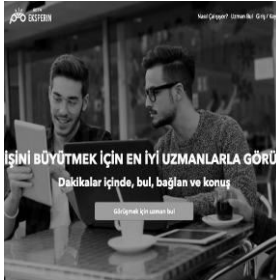 EKSPERIN
Nasıl Çalışıyor? Uzman Bul Giriş
İŞİNİ BÜYÜTMEK İÇİN EN İYİ UZMANLARLA GÖRÜ
Dakikalar içinde, bul, bağlan ve konuş
Görüşmek için uzman bul